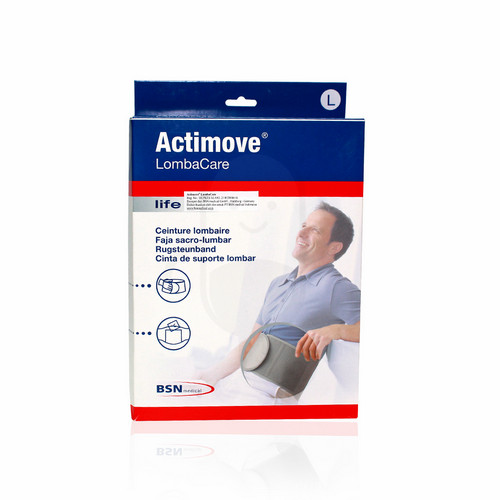 L
Actimove®
LombaCare
life
Ceinture lombaire
Faja sacro-lumbar
Rugsteunband
Cinta de suporte lombar
BSN medical